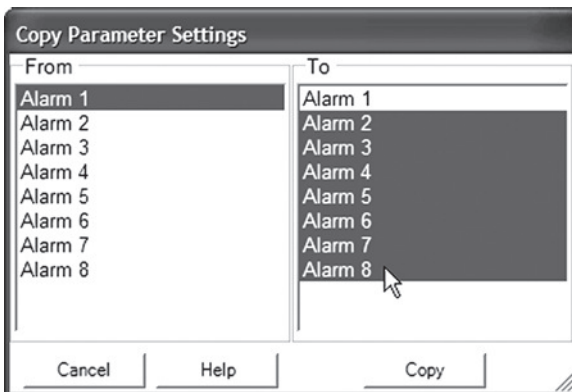 Copy Parameter Settings
From
Alarm 1
Alarm 2
Alarm 3
Alarm 4
Alarm 5
Alarm 6
Alarm 7
Alarm 8
To
Alarm 1
Alarm 2
Alarm 3
Alarm 4
Alarm 5
Alarm 6
Alarm 7
Alarm 8
Cancel
Help
Copy